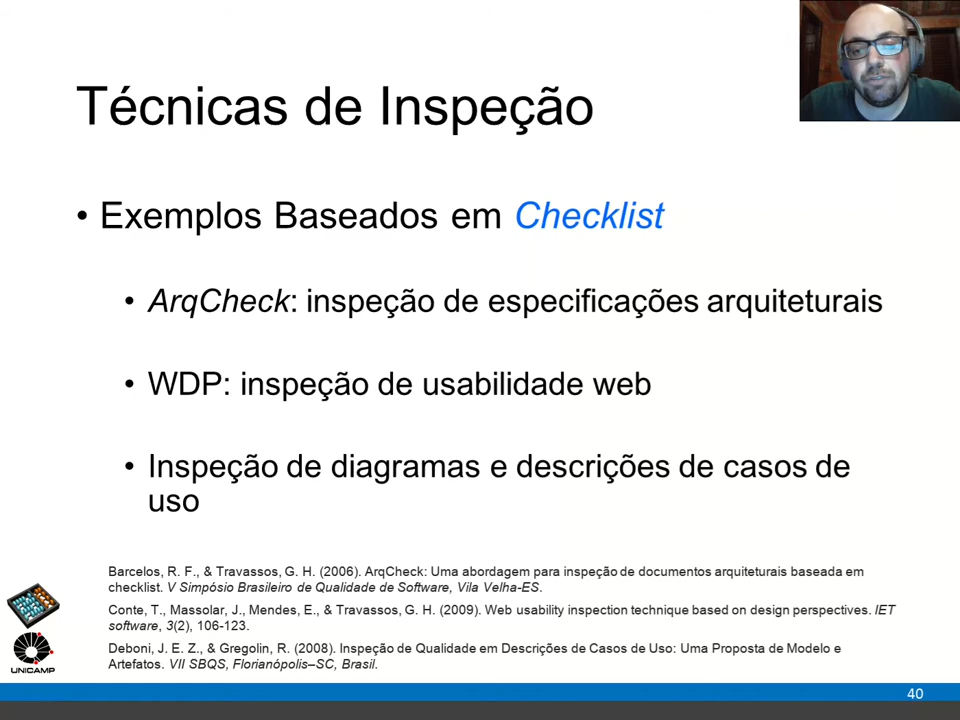 Técnicas de Inspeção
• Exemplos Baseados em Checklist
• ArqCheck: inspeção de especificações arquiteturais
• WDP: inspeção de usabilidade web
• Inspeção de diagramas e descrições de casos de
uso
Barcelos, R. F., & Travassos, G. H. (2006). ArqCheck: Uma abordagem para inspeção de documentos arquiteturais baseada em
checklist. V Simpósio Brasileiro de Qualidade de Software, Vila Velha-ES.
Conte, T., Massolar, J., Mendes, E., & Travassos, G. H. (2009). Web usability inspection technique based on design perspectives. IET
software, 3(2), 106-123.
Deboni, J. E. Z., & Gregolin, R. (2008). Inspeção de Qualidade em Descrições de Casos de Uso: Uma Proposta de Modelo e
Artefatos. VII SBQS, Florianópolis–SC, Brasil.
UNICAMP
40